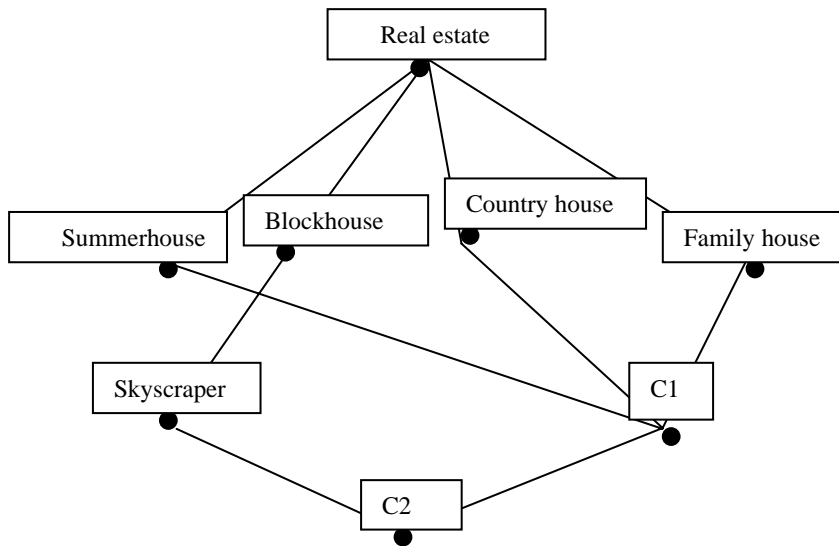 Real estate
Country house
Blockhouse
Summerhouse
Family house
Skyscraper
C1
C2